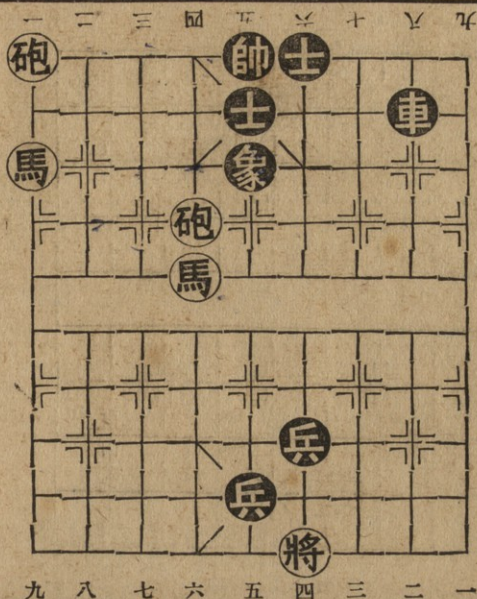 一 二 三 四 五 六 七 八 九
砲 帥 士
士 車
馬 象
砲
馬
兵
兵
將
九 八 七 六 五 四 三 二 一